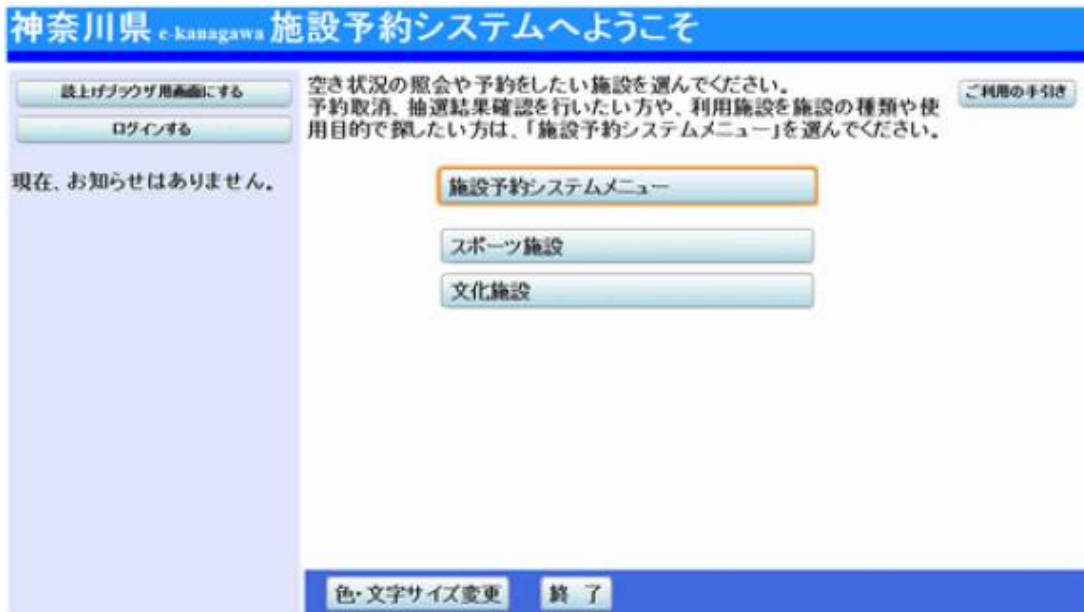 神奈川県 e-kanagawa 施設予約システムへようこそ
読上げブラウザ用画面にする
ログインする
現在、お知らせはありません。
空き状況の照会や予約をしたい施設を選んでください。
予約取消、抽選結果確認を行いたい方や、利用施設を施設の種類や使
用目的で探したい方は、「施設予約システムメニュー」を選んでください。
ご利用の手引き
施設予約システムメニュー
スポーツ施設
文化施設
色・文字サイズ変更
終 了